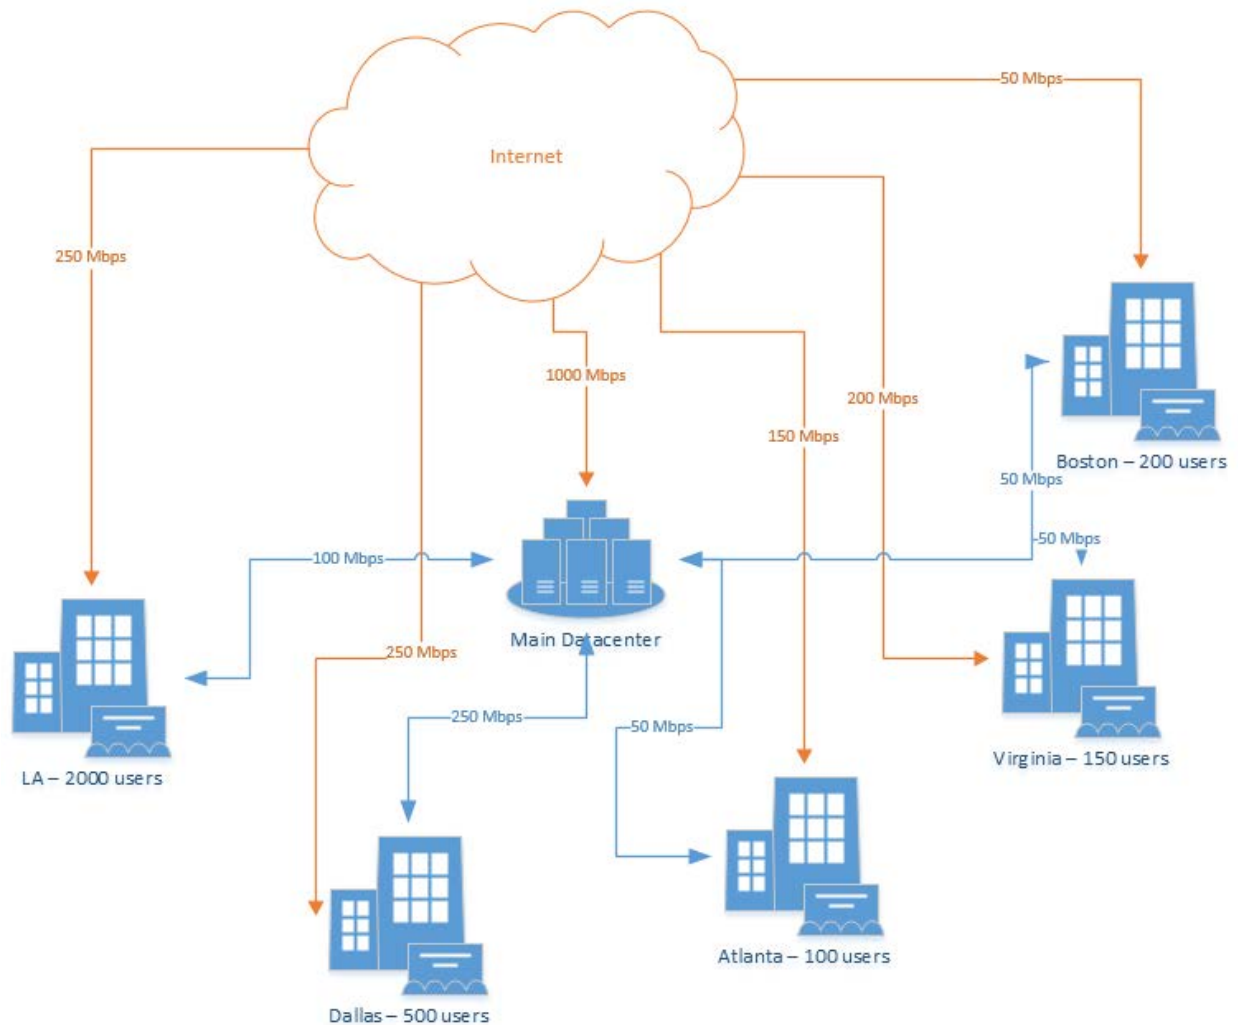 50 Mbps
Internet
250 Mbps
1000 Mbps
200 Mbps
150 Mbps
Boston – 200 users
50 Mbps
50 Mbps
100 Mbps
Main Datacenter
250 Mbps
250 Mbps
50 Mbps
Virginia – 150 users
LA – 2000 users
Atlanta – 100 users
Dallas – 500 users